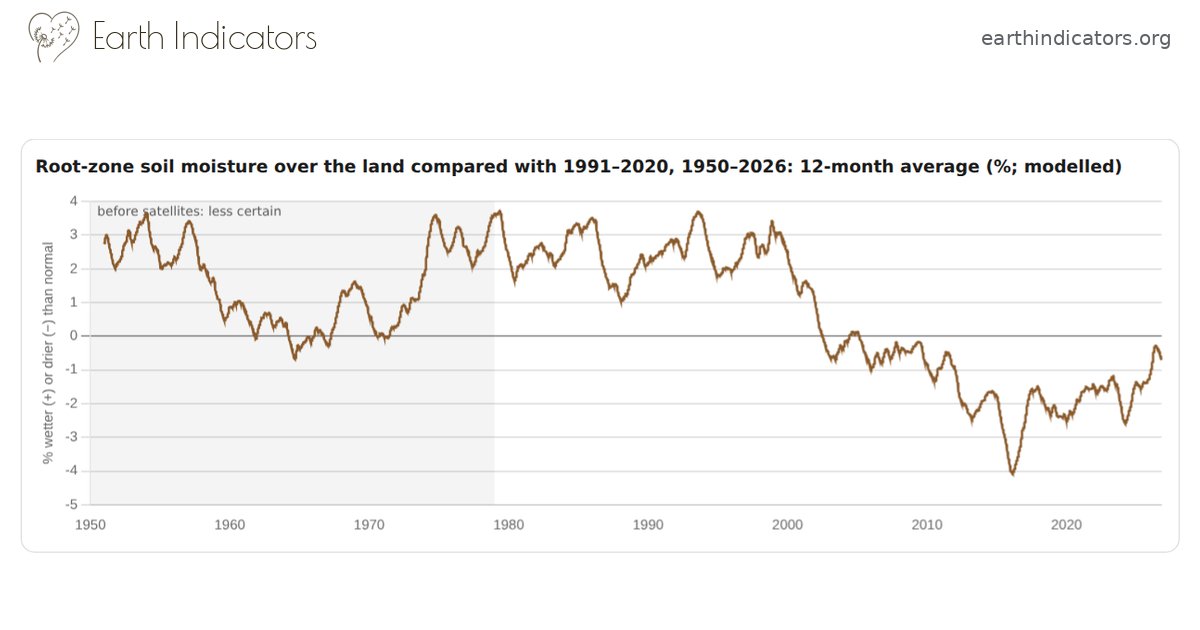 Earth Indicators
earthindicators.org
Root-zone soil moisture over the land compared with 1991–2020, 1950–2026: 12-month average (%; modelled)
before satellites: less certain
% wetter (+) or drier (−) than normal
4
3
2
1
0
-1
-2
-3
-4
-5
1950 1960 1970 1980 1990 2000 2010 2020